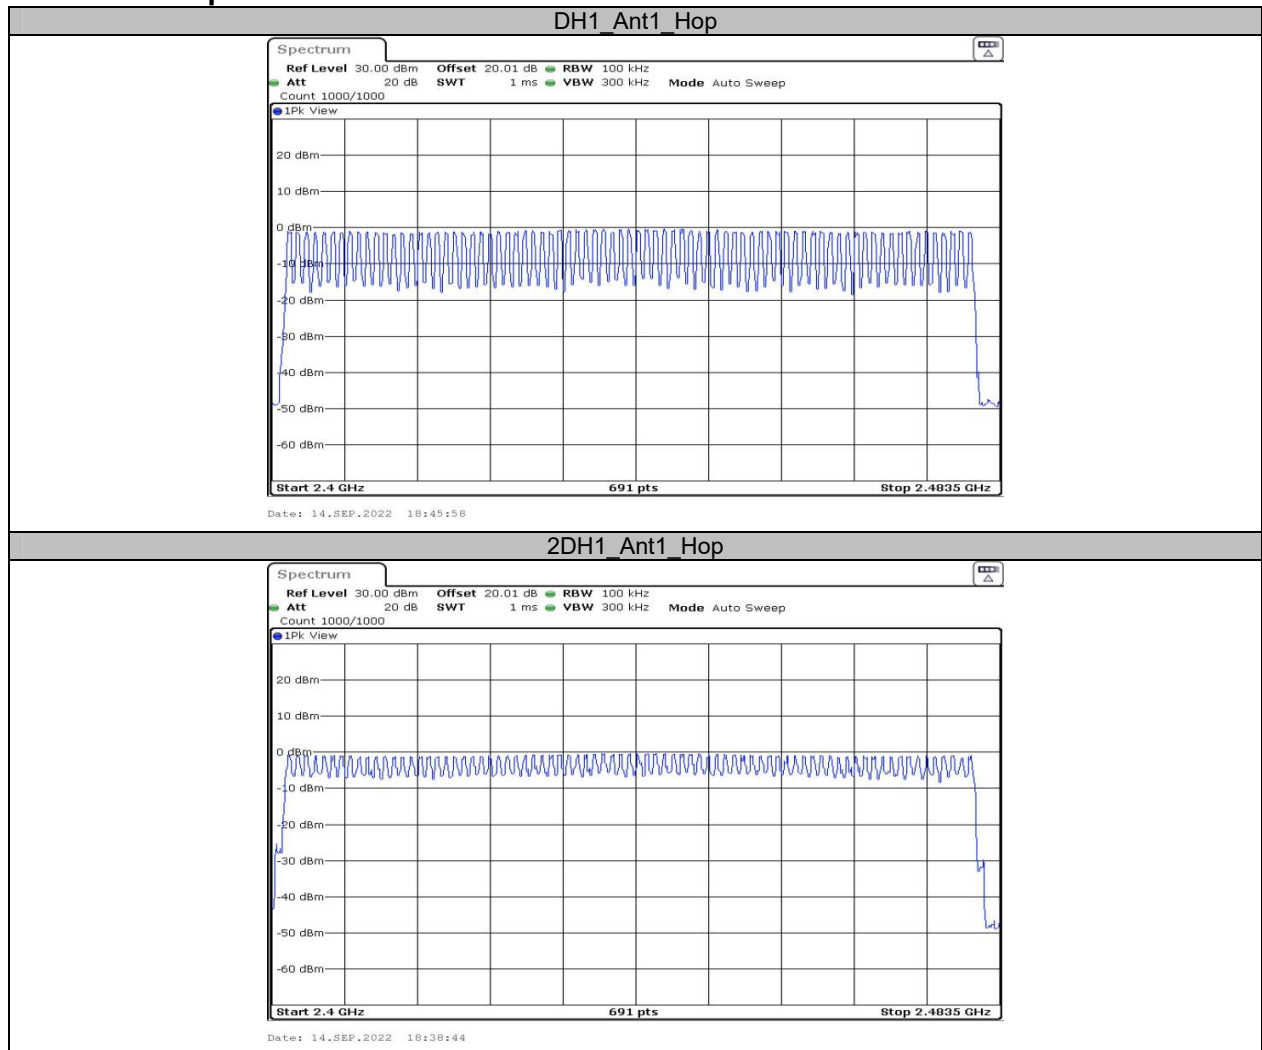 DH1_Ant1_Hop
Spectrum
Ref Level 30.00 dBm Offset 20.01 dB RBW 100 kHz
Att 20 dB SWT 1 ms VBW 300 kHz Mode Auto Sweep
Count 1000/1000
1Pk View
20 dBm
10 dBm
0 dBm
-10 dBm
-20 dBm
-30 dBm
-40 dBm
-50 dBm
-60 dBm
Start 2.4 GHz 691 pts Stop 2.4835 GHz
Date: 14.SEP.2022 18:45:58
2DH1_Ant1_Hop
Spectrum
Ref Level 30.00 dBm Offset 20.01 dB RBW 100 kHz
Att 20 dB SWT 1 ms VBW 300 kHz Mode Auto Sweep
Count 1000/1000
1Pk View
20 dBm
10 dBm
0 dBm
-10 dBm
-20 dBm
-30 dBm
-40 dBm
-50 dBm
-60 dBm
Start 2.4 GHz 691 pts Stop 2.4835 GHz
Date: 14.SEP.2022 18:38:44